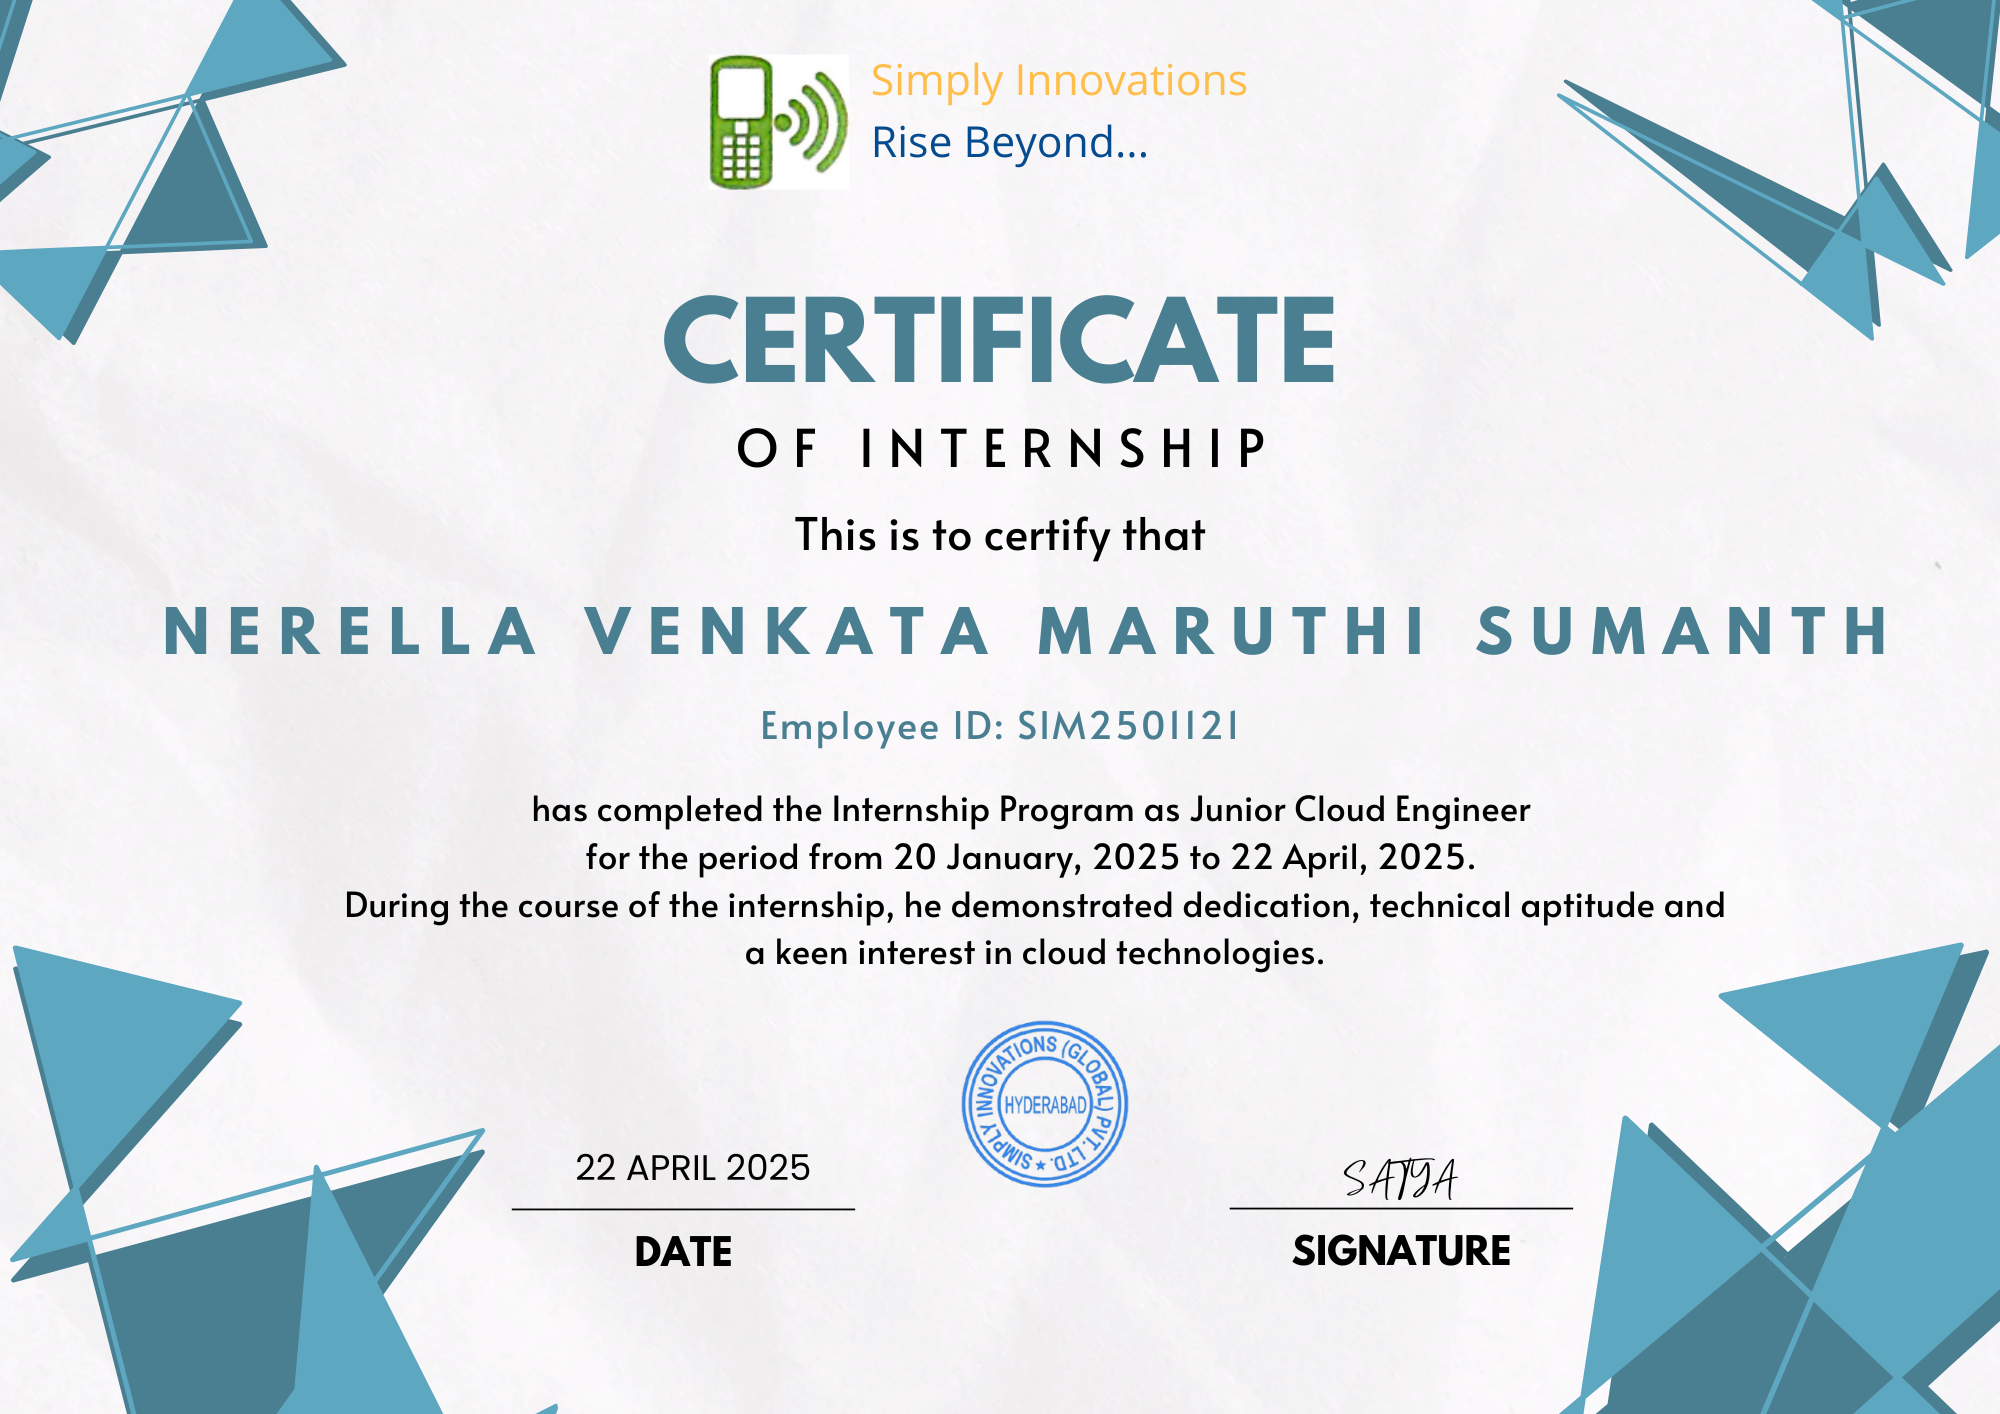 Simply Innovations
Rise Beyond...
CERTIFICATE
OF INTERNSHIP
This is to certify that
NERELLA VENKATA MARUTHI SUMANTH
Employee ID: SIM2501121
has completed the Internship Program as Junior Cloud Engineer
for the period from 20 January, 2025 to 22 April, 2025.
During the course of the internship, he demonstrated dedication, technical aptitude and
a keen interest in cloud technologies.
SIMPLY INNOVATIONS (GLOBAL) PVT. LTD. ★
HYDERABAD
22 APRIL 2025
DATE
SATYA
SIGNATURE